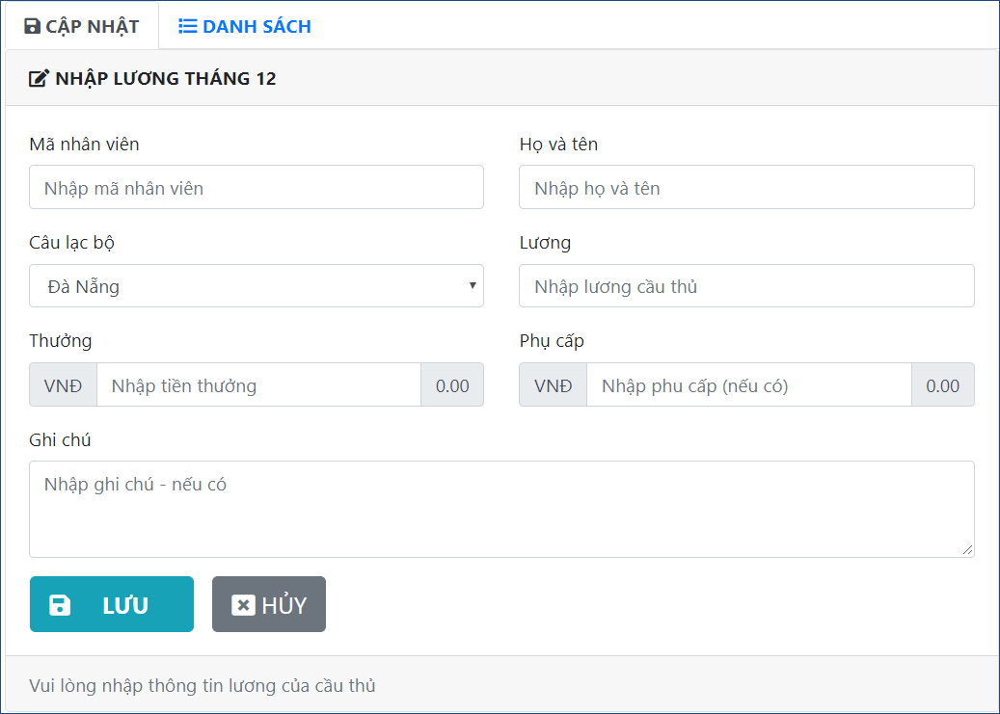 CẬP NHẬT DANH SÁCH
NHẬP LƯƠNG THÁNG 12
Mã nhân viên Họ và tên
Nhập mã nhân viên Nhập họ và tên
Câu lạc bộ Lương
Đà Nẵng Nhập lương cầu thủ
Thưởng Phụ cấp
VNĐ Nhập tiền thưởng 0.00 VNĐ Nhập phu cấp (nếu có) 0.00
Ghi chú
Nhập ghi chú - nếu có
LƯU HỦY
Vui lòng nhập thông tin lương của cầu thủ